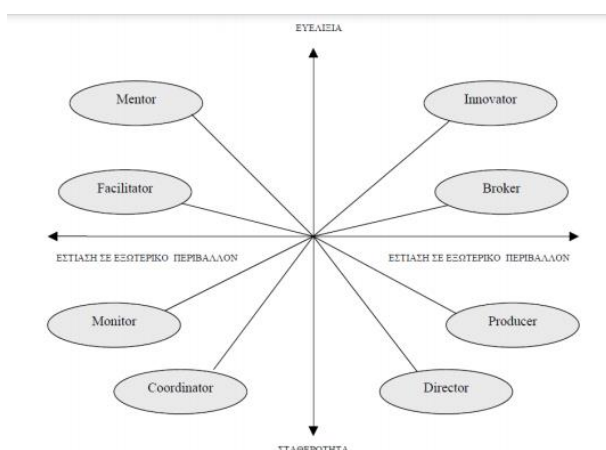 ΕΥΕΛΙΞΙΑ
Mentor
Innovator
Facilitator
Broker
ΕΣΤΙΑΣΗ ΣΕ ΕΞΩΤΕΡΙΚΟ ΠΕΡΙΒΑΛΛΟΝ
ΕΣΤΙΑΣΗ ΣΕ ΕΞΩΤΕΡΙΚΟ ΠΕΡΙΒΑΛΛΟΝ
Monitor
Producer
Coordinator
Director
ΣΤΑΘΕΡΟΤΗΤΑ